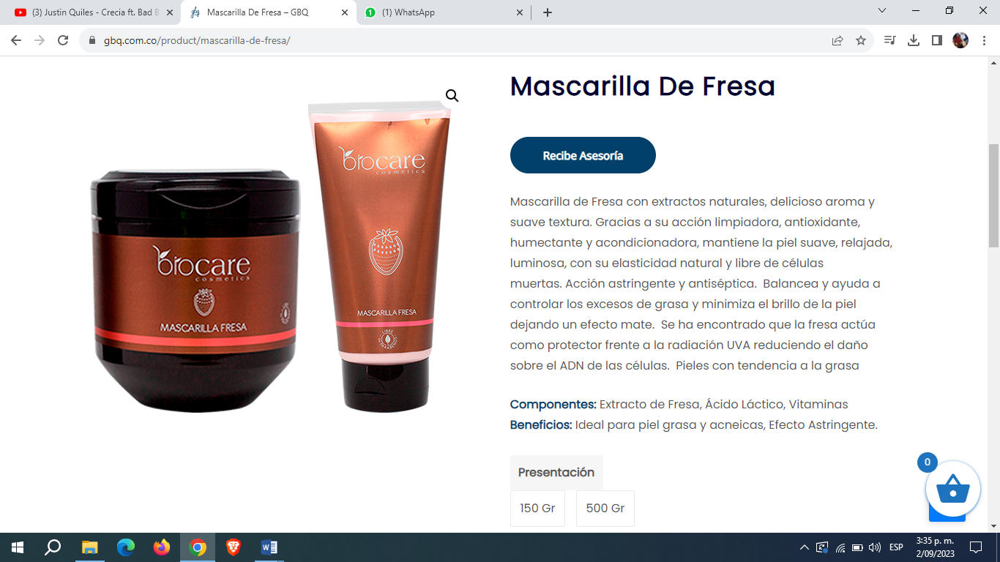 (3) Justin Quiles - Crecia ft. Bad B
Mascarilla De Fresa – GBQ
(1) WhatsApp
gbq.com.co/product/mascarilla-de-fresa/
Mascarilla De Fresa
Recibe Asesoría
Mascarilla de Fresa con extractos naturales, delicioso aroma y
suave textura. Gracias a su acción limpiadora, antioxidante,
humectante y acondicionadora, mantiene la piel suave, relajada,
luminosa, con su elasticidad natural y libre de células
muertas. Acción astringente y antiséptica.  Balancea y ayuda a
controlar los excesos de grasa y minimiza el brillo de la piel
dejando un efecto mate.  Se ha encontrado que la fresa actúa
como protector frente a la radiación UVA reduciendo el daño
sobre el ADN de las células.  Pieles con tendencia a la grasa
Componentes: Extracto de Fresa, Ácido Láctico, Vitaminas
Beneficios: Ideal para piel grasa y acneicas, Efecto Astringente.
Presentación
150 Gr
500 Gr
0
biocare
cosmetics
MASCARILLA FRESA
biocare
cosmetics
MASCARILLA FRESA
LIBRE
DE PARABENOS
ESP
3:35 p. m.
2/09/2023